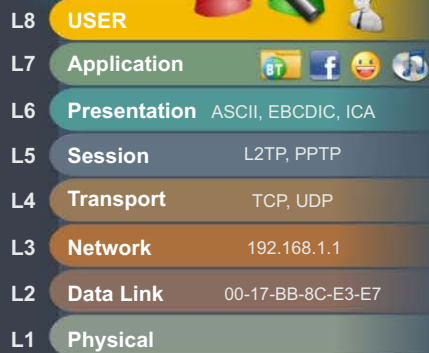 L8 USER
L7 Application BT f
L6 Presentation ASCII, EBCDIC, ICA
L5 Session L2TP, PPTP
L4 Transport TCP, UDP
L3 Network 192.168.1.1
L2 Data Link 00-17-BB-8C-E3-E7
L1 Physical